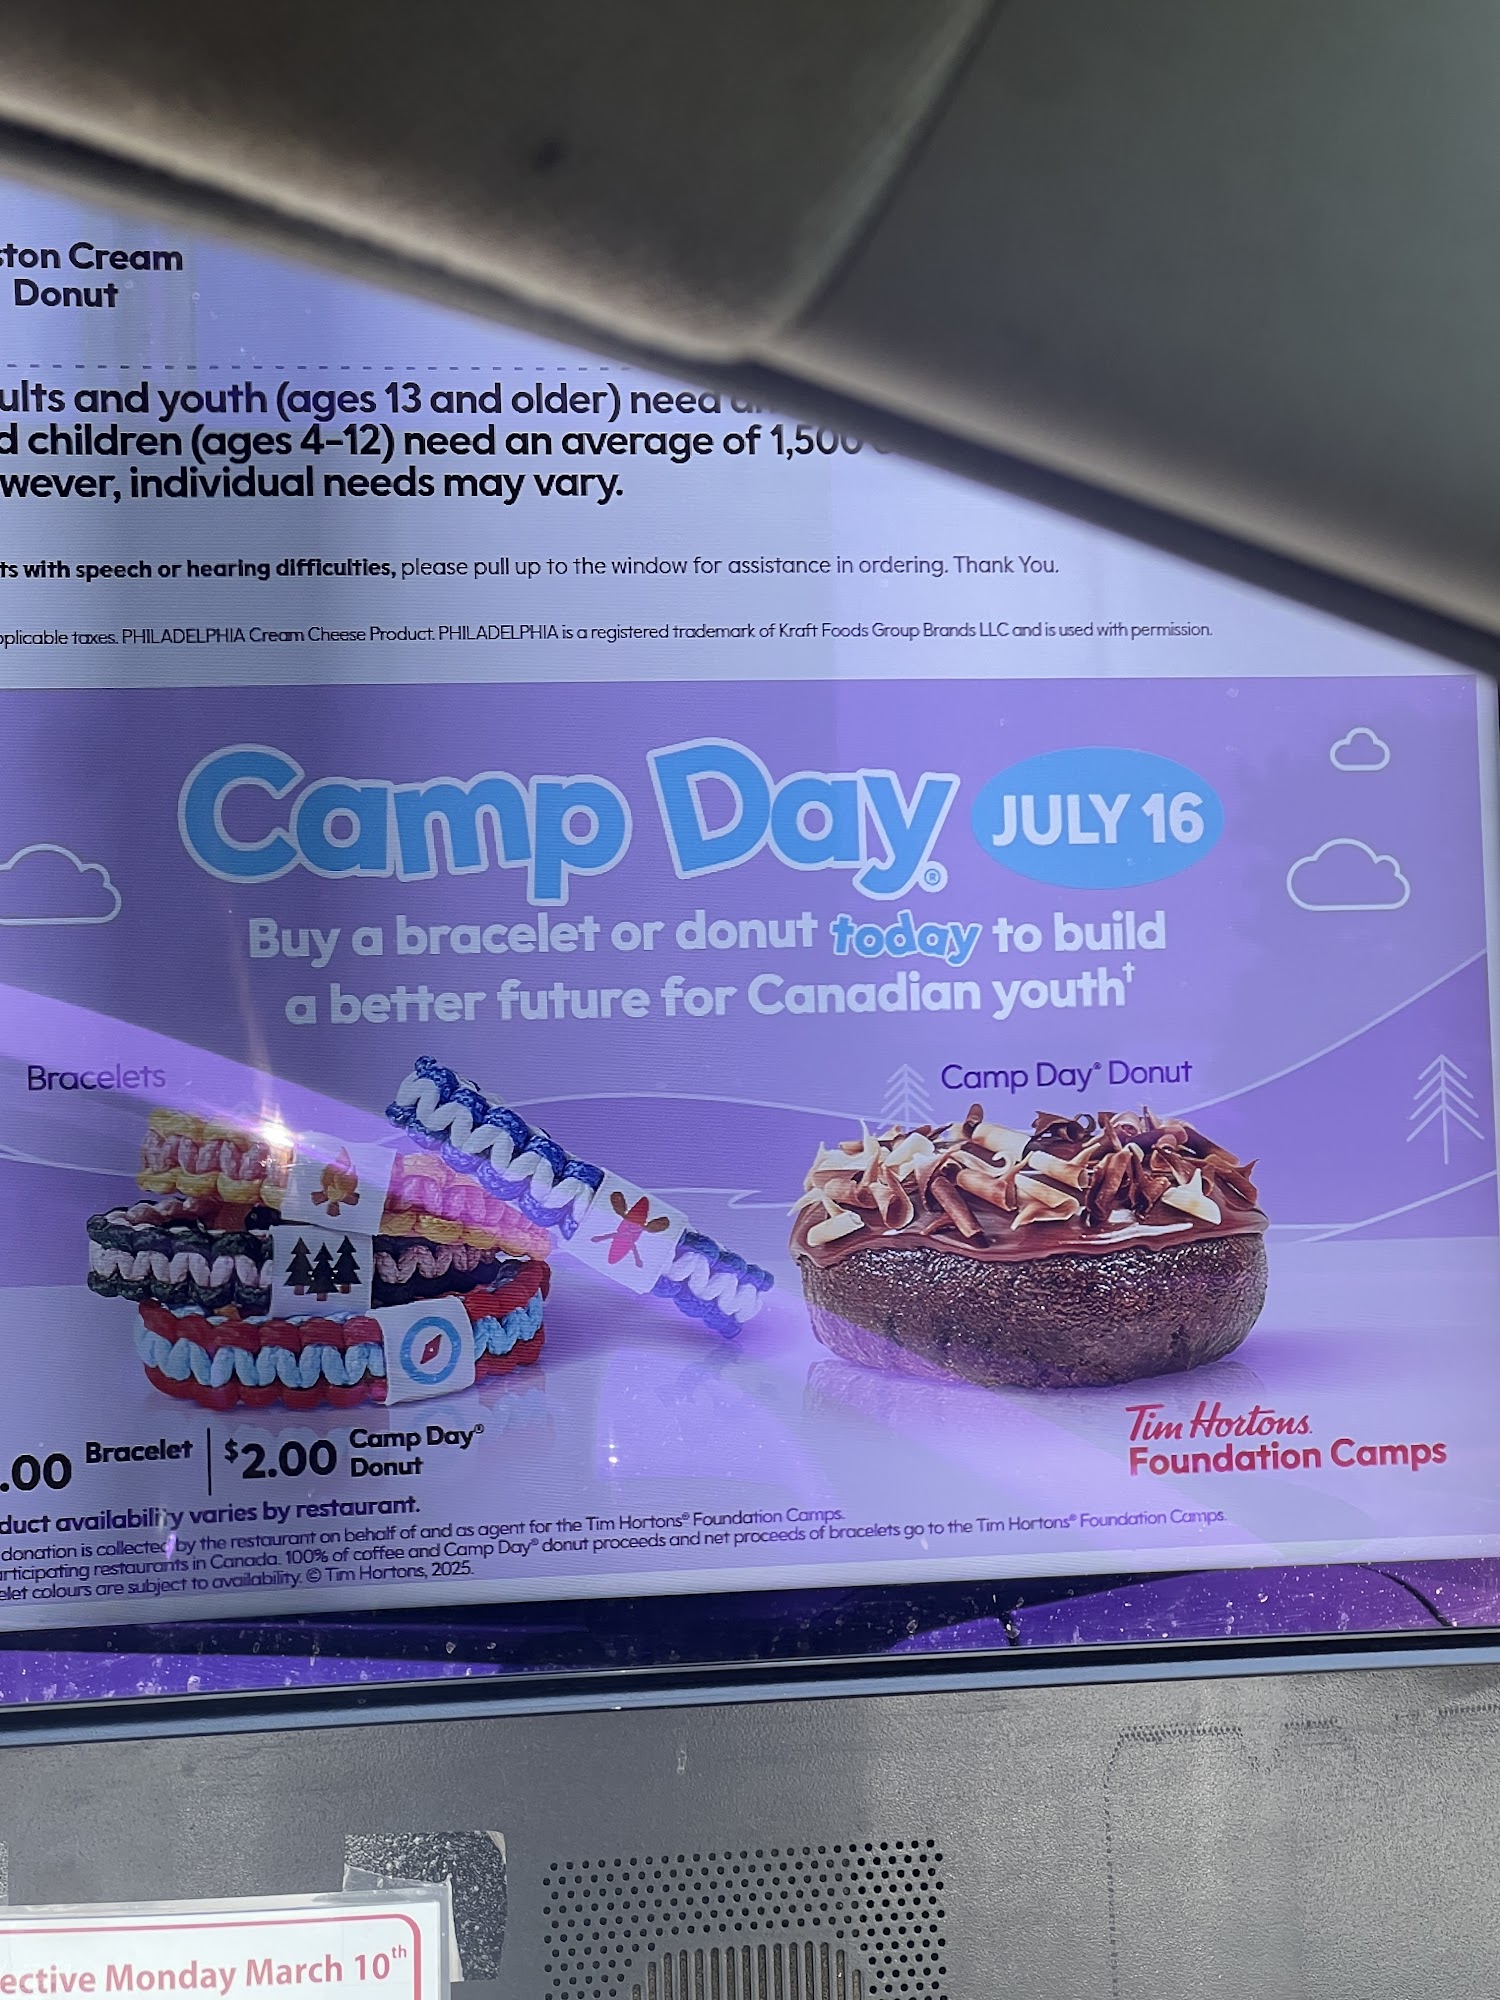 ton Cream
Donut
ults and youth (ages 13 and older) need
d children (ages 4–12) need an average of 1,500
wever, individual needs may vary.
ts with speech or hearing difficulties, please pull up to the window for assistance in ordering. Thank You.
pplicable taxes. PHILADELPHIA Cream Cheese Product. PHILADELPHIA is a registered trademark of Kraft Foods Group Brands LLC and is used with permission.
Camp Day® JULY 16
Buy a bracelet or donut today to build
a better future for Canadian youth†
Bracelets
Camp Day® Donut
.00 Bracelet | $2.00 Camp Day® Donut
Tim Hortons.
Foundation Camps
duct availability varies by restaurant.
donation is collected by the restaurant on behalf of and as agent for the Tim Hortons® Foundation Camps.
articipating restaurants in Canada. 100% of coffee and Camp Day® donut proceeds and net proceeds of bracelets go to the Tim Hortons® Foundation Camps.
elet colours are subject to availability. © Tim Hortons, 2025.
ective Monday March 10th